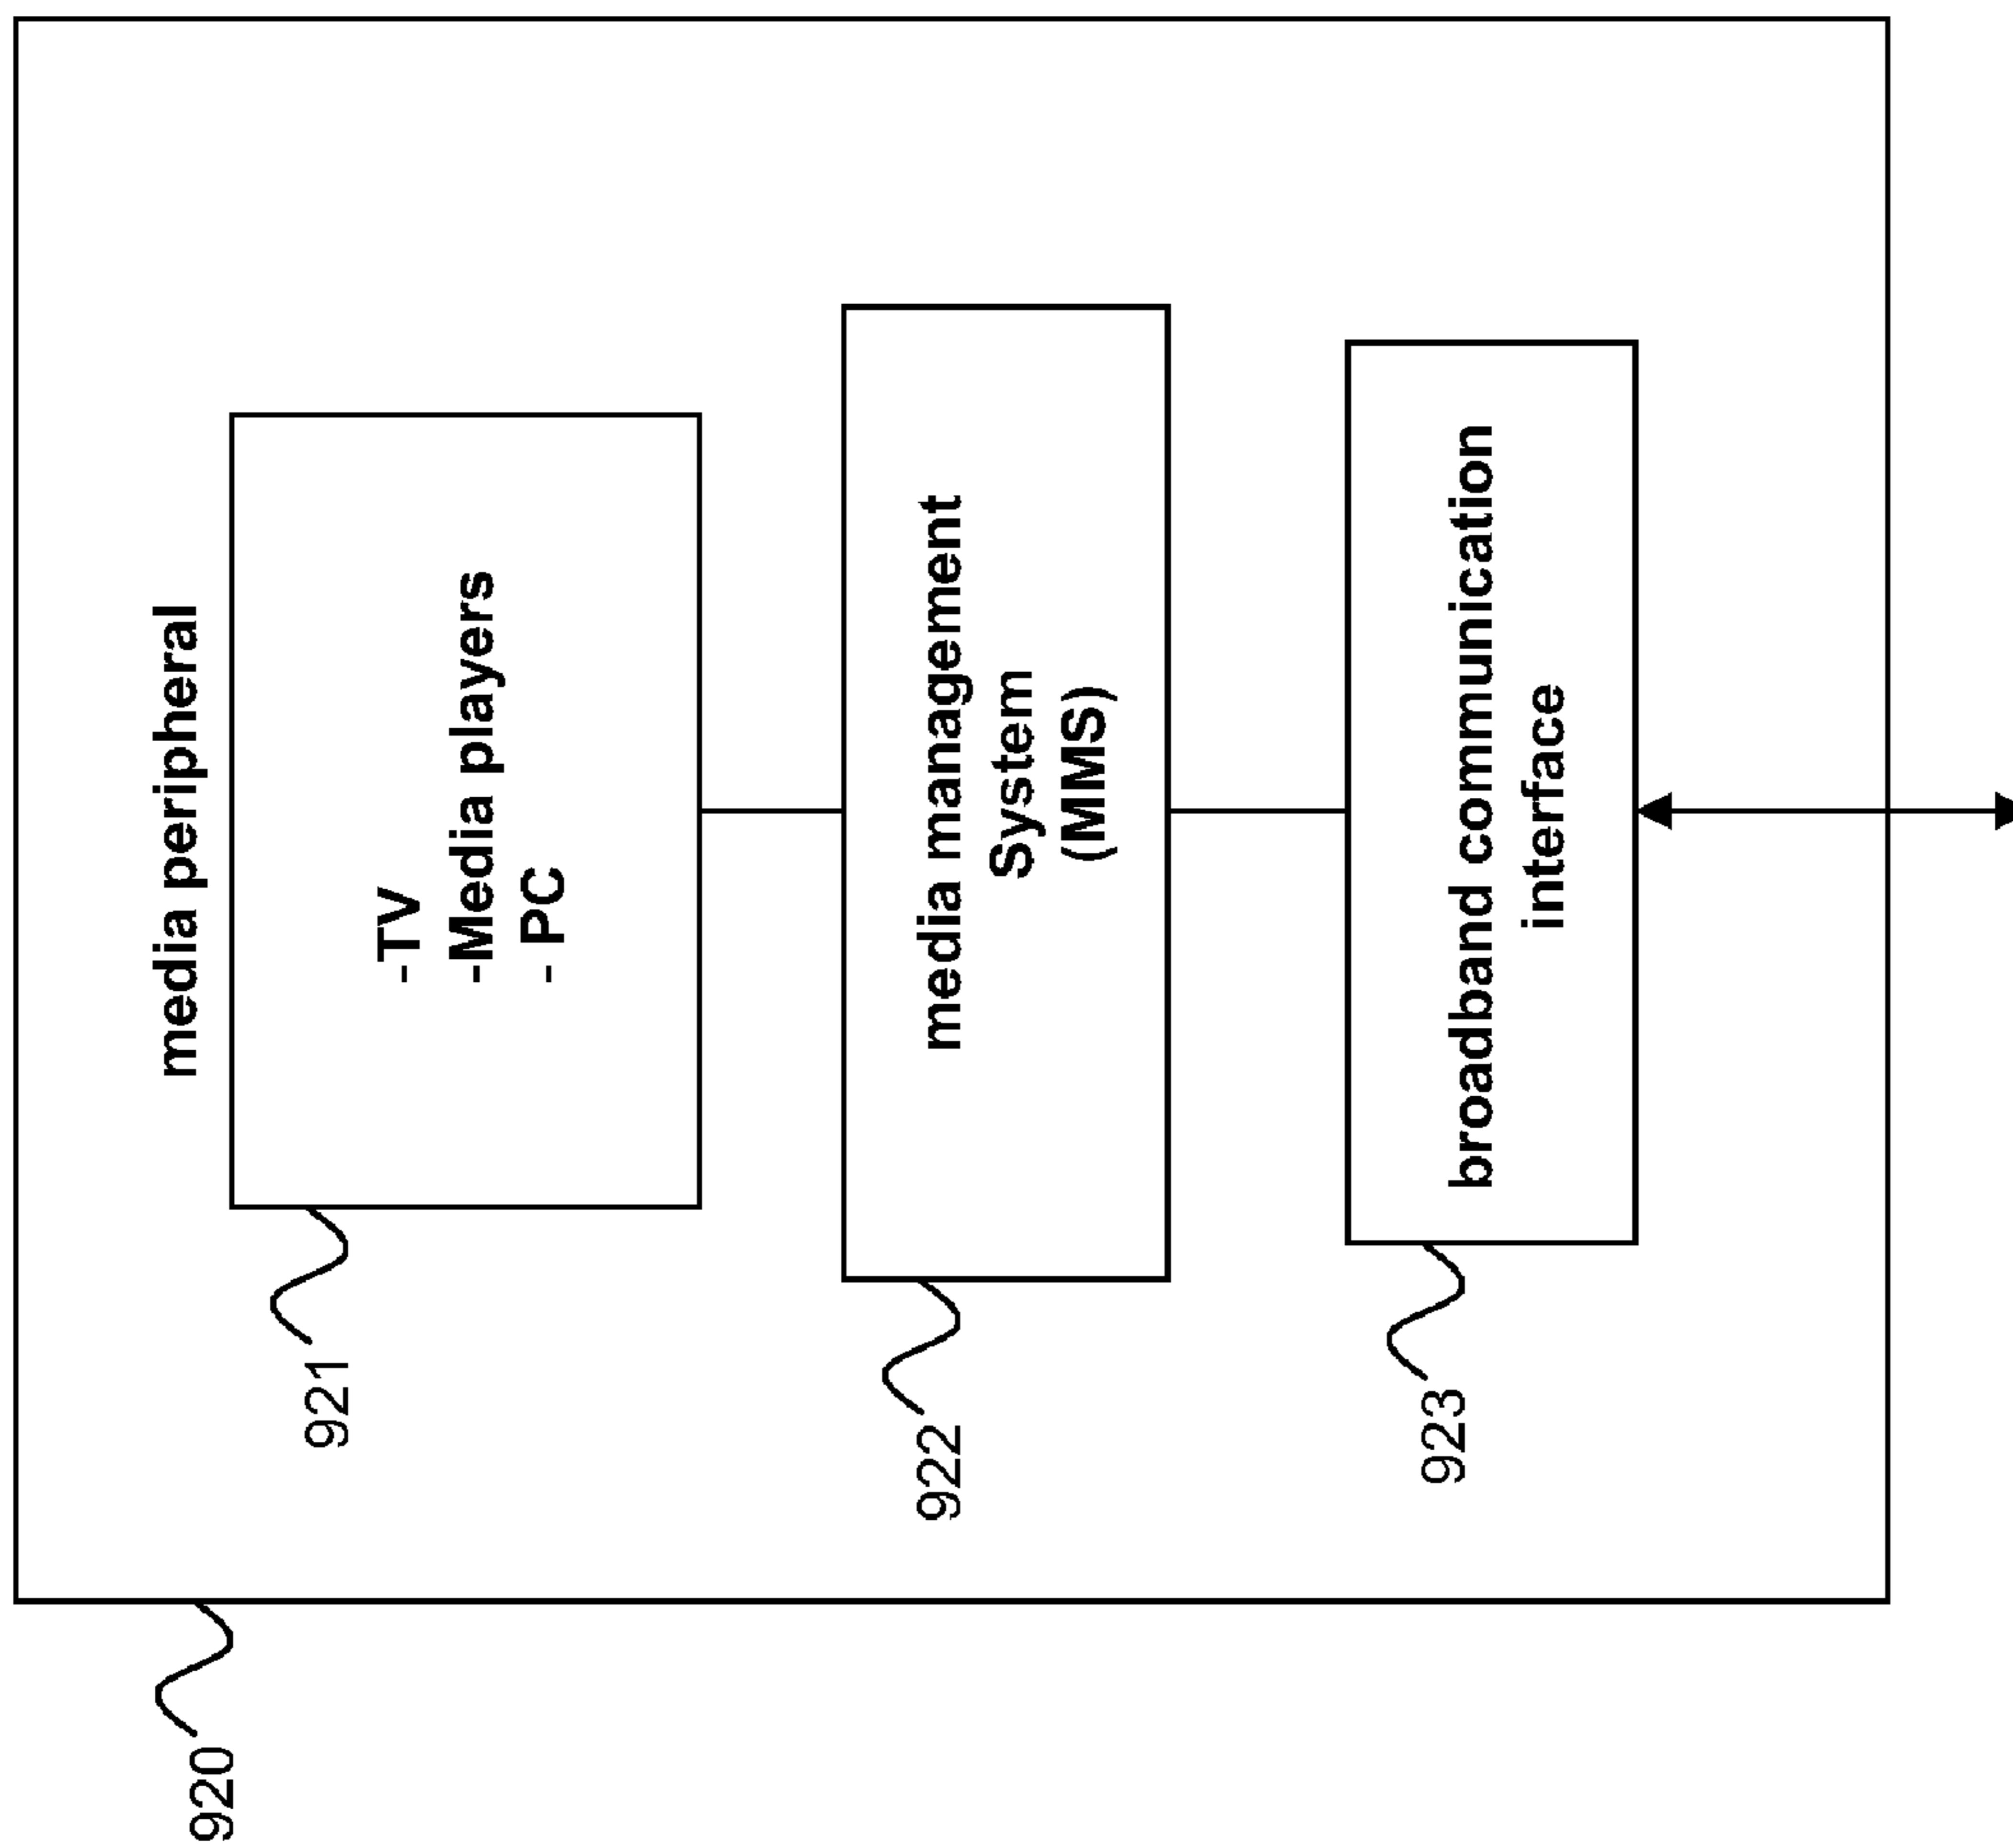 920
media peripheral
921
-TV
-Media players
- PC
922
media management
System
(MMS)
923
broadband communication
interface